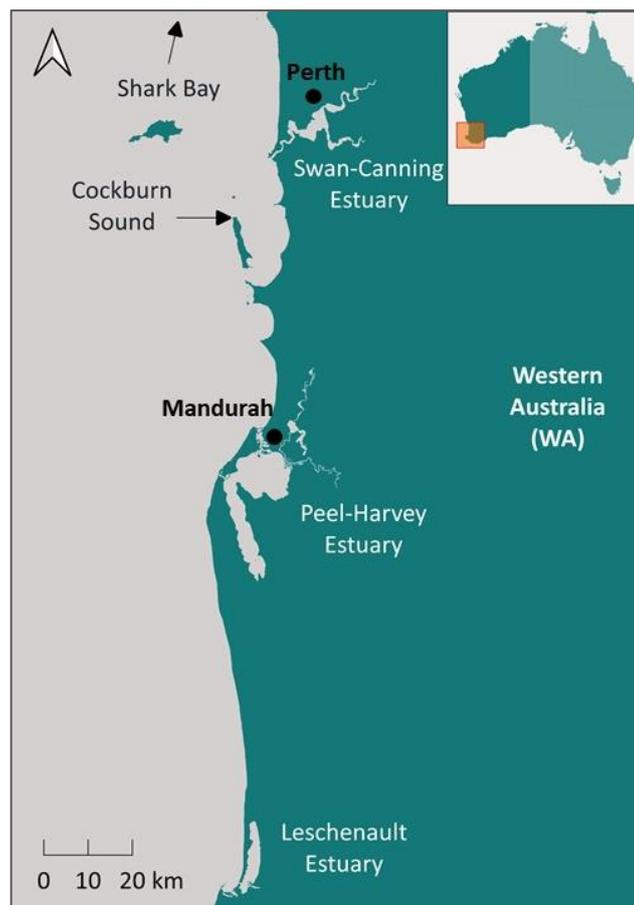 Shark Bay
Perth
Swan-Canning
Estuary
Cockburn
Sound
Western
Australia
(WA)
Mandurah
Peel-Harvey
Estuary
Leschenault
Estuary
0 10 20 km